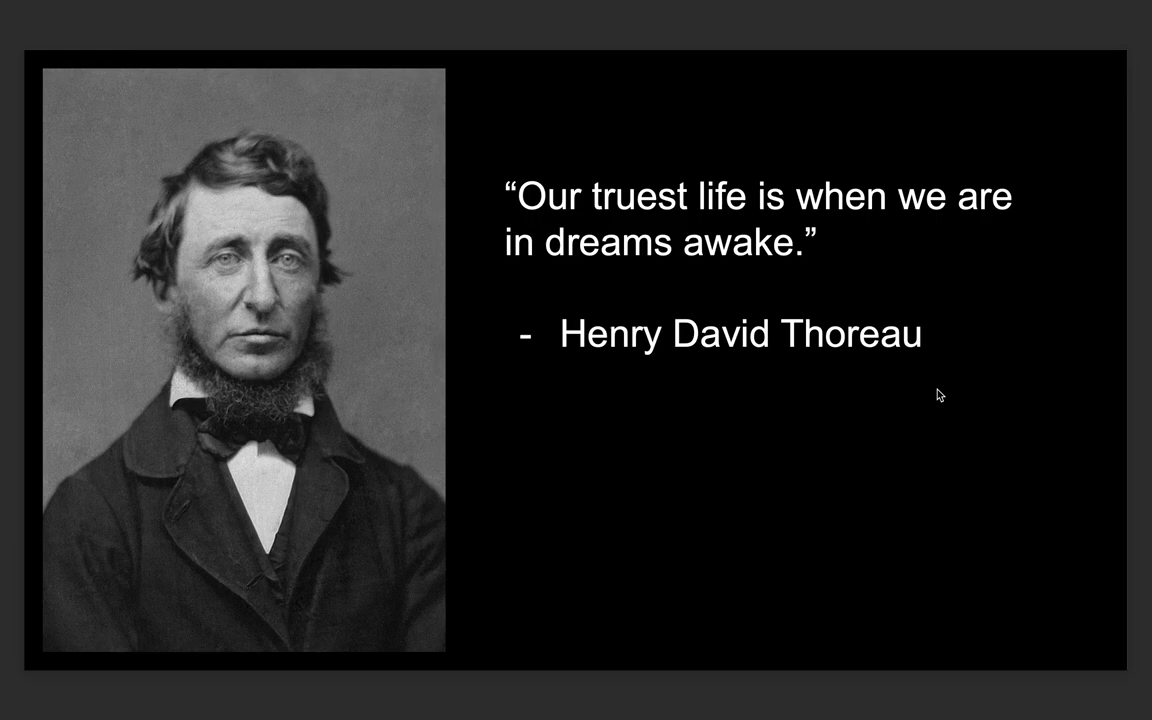 “Our truest life is when we are
in dreams awake.”
- Henry David Thoreau